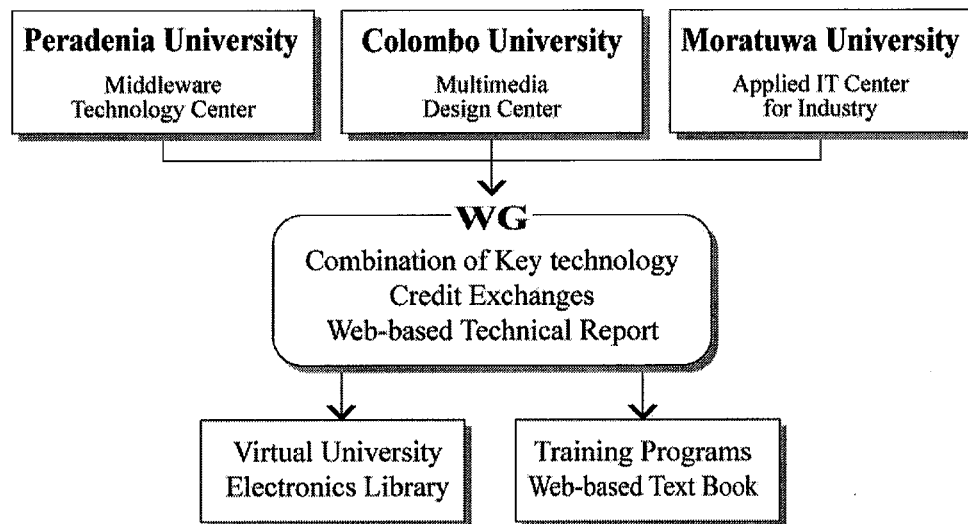 Peradenia University
Middleware
Technology Center
Colombo University
Multimedia
Design Center
Moratuwa University
Applied IT Center
for Industry
WG
Combination of Key technology
Credit Exchanges
Web-based Technical Report
Virtual University
Electronics Library
Training Programs
Web-based Text Book